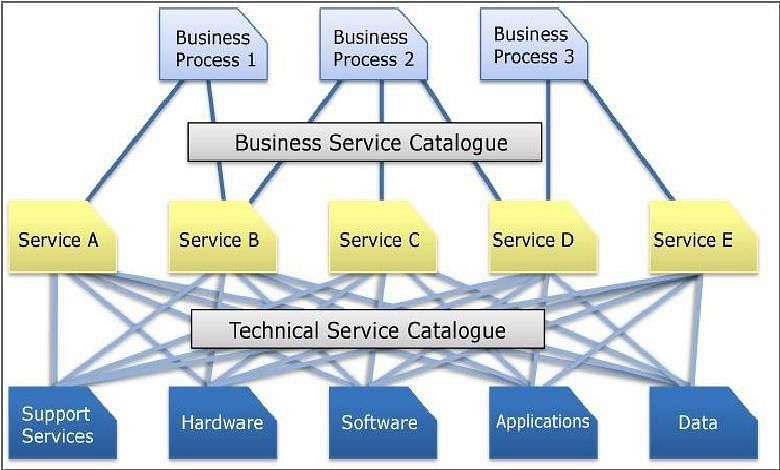 Business
Process 1
Business
Process 2
Business
Process 3
Business Service Catalogue
Service A
Service B
Service C
Service D
Service E
Technical Service Catalogue
Support
Services
Hardware
Software
Applications
Data